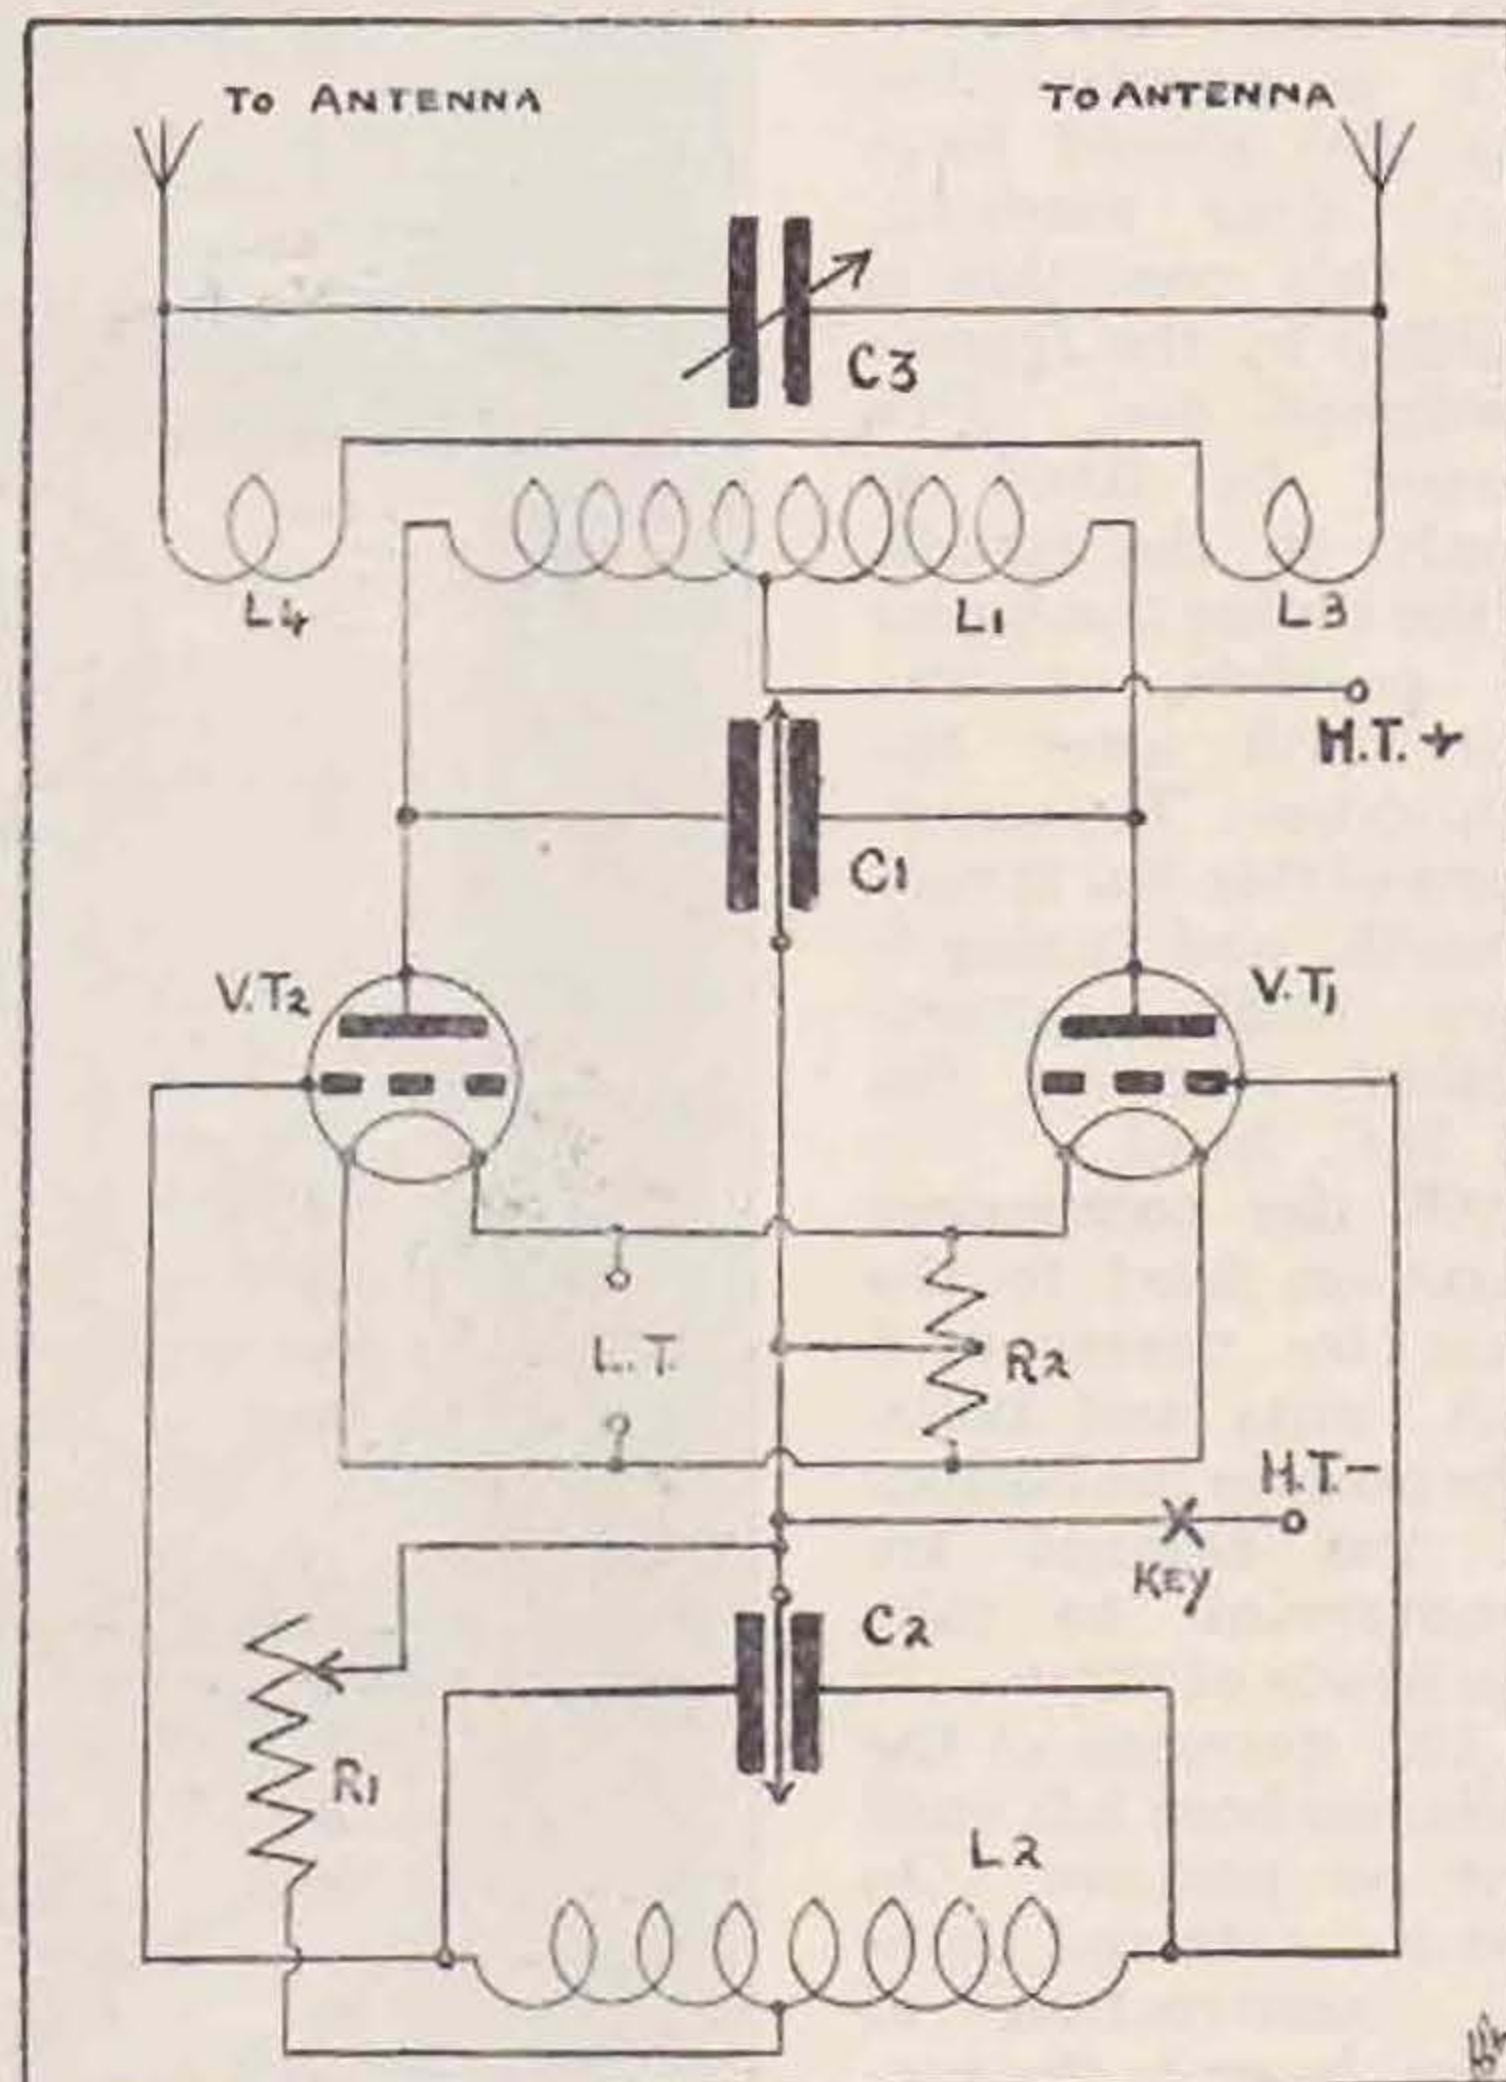 TO ANTENNA
TO ANTENNA
C3
L4
L1
L3
H.T. +
C1
V.T2
V.T1
L.T.
R2
H.T.-
KEY
C2
R1
L2